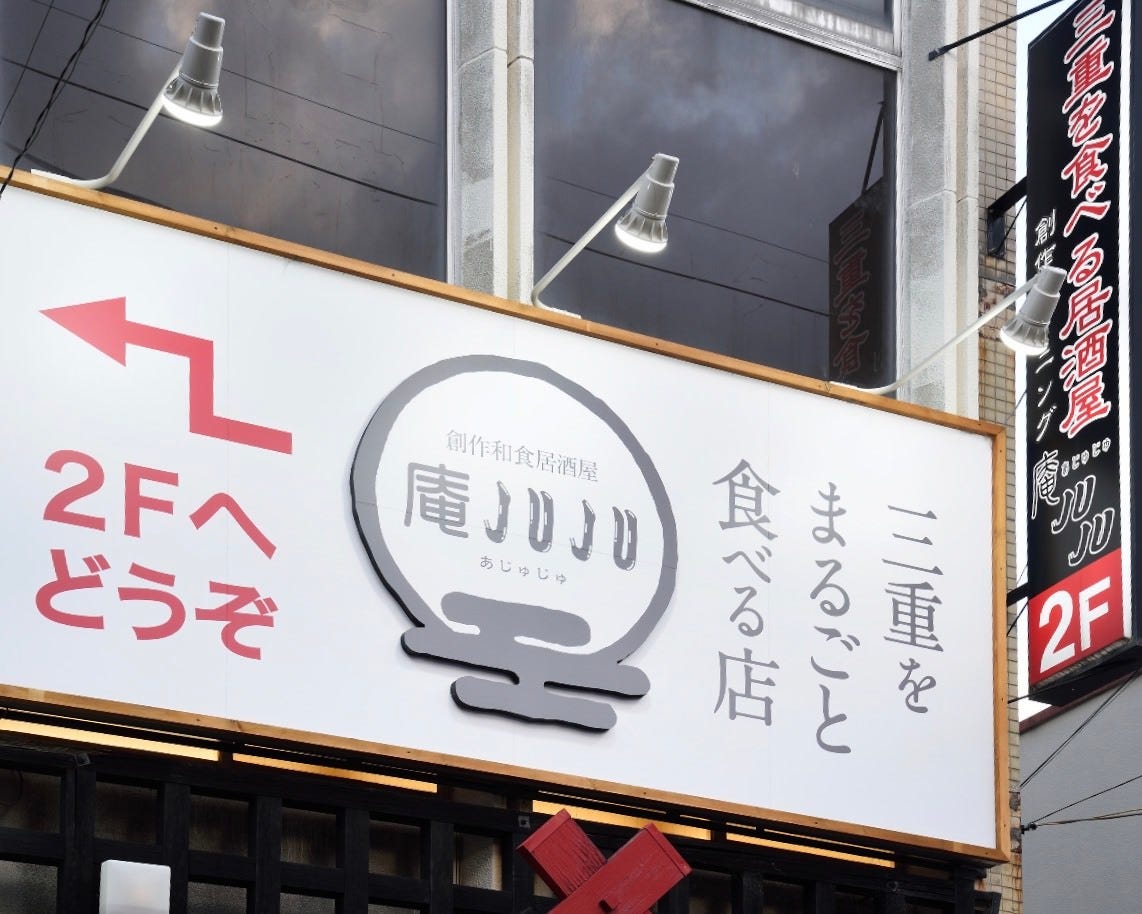 2Fへ
どうぞ
創作和食居酒屋
庵JUJU
あじゅじゅ
三重を
まるごと
食べる店
三重を食べる居酒屋
創作
ニング
あじゅじゅ
庵JUJU
2F